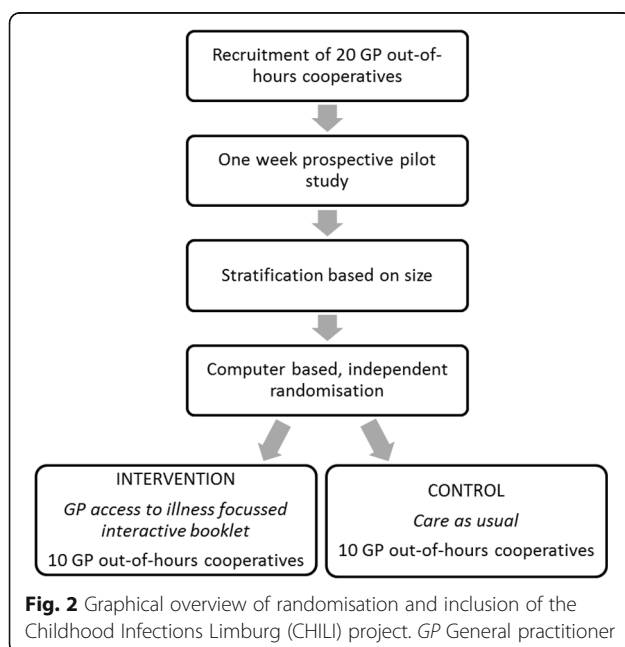 Recruitment of 20 GP out-of-
hours cooperatives
One week prospective pilot
study
Stratification based on size
Computer based, independent
randomisation
INTERVENTION
GP access to illness focussed
interactive booklet
10 GP out-of-hours cooperatives
CONTROL
Care as usual
10 GP out-of-hours cooperatives
Fig. 2 Graphical overview of randomisation and inclusion of the
Childhood Infections Limburg (CHILI) project. GP General practitioner